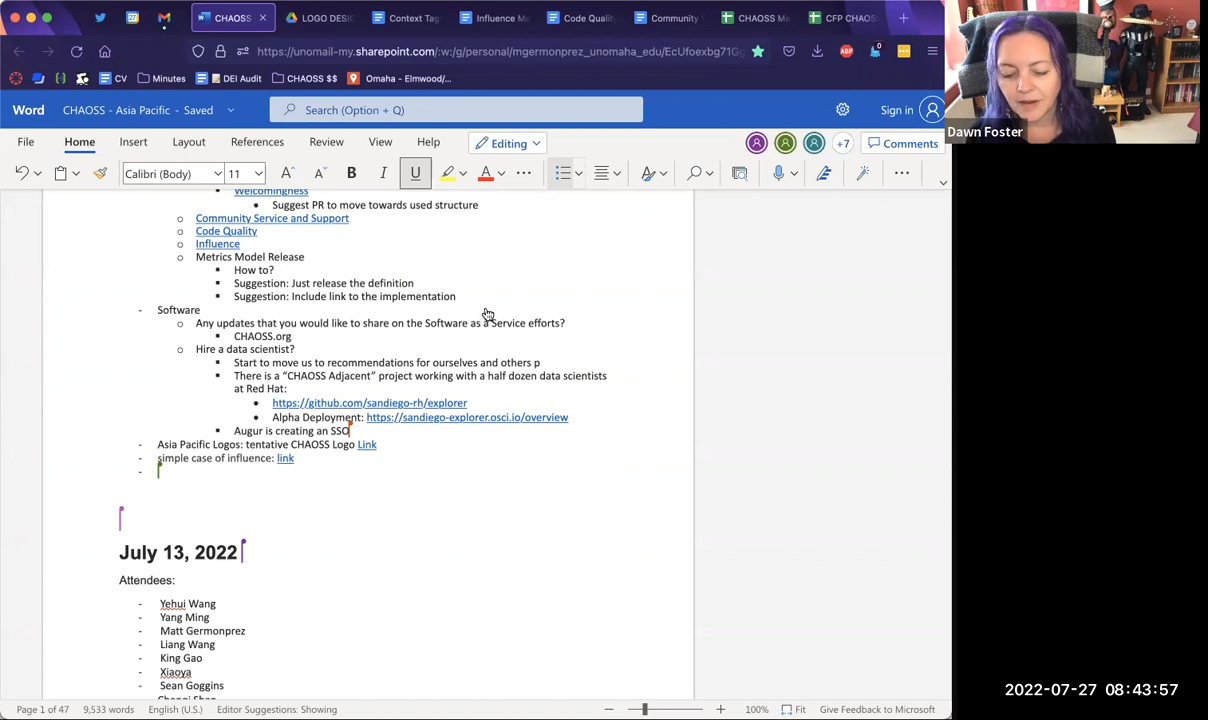 CHAOSS
LOGO DESI
Context Tag
Influence Me
Code Quality
Community
CHAOSS Me
CFP CHAOS
https://unomail-my.sharepoint.com/w:/g/personal/mgermonprez_unomaha_edu/EcUfoexbg71G
ABP
0
CV
Minutes
DEI Audit
CHAOSS $$
Omaha - Elmwood/...
Dawn Foster
Word
CHAOSS - Asia Pacific - Saved
Search (Option + Q)
Sign in
File
Home
Insert
Layout
References
Review
View
Help
Editing
+7
Comments
Calibri (Body)
11
B
I
U
A
Welcomingness
Suggest PR to move towards used structure
Community Service and Support
Code Quality
Influence
Metrics Model Release
How to?
Suggestion: Just release the definition
Suggestion: Include link to the implementation
- Software
Any updates that you would like to share on the Software as a Service efforts?
CHAOSS.org
Hire a data scientist?
Start to move us to recommendations for ourselves and others p
There is a “CHAOSS Adjacent” project working with a half dozen data scientists
at Red Hat:
https://github.com/sandiego-rh/explorer
Alpha Deployment: https://sandiego-explorer.osci.io/overview
Augur is creating an SSO
- Asia Pacific Logos: tentative CHAOSS Logo Link
- simple case of influence: link
-
July 13, 2022
Attendees:
- Yehui Wang
- Yang Ming
- Matt Germonprez
- Liang Wang
- King Gao
- Xiaoya
- Sean Goggins
Page 1 of 47
9,533 words
English (U.S.)
Editor Suggestions: Showing
100%
Fit
Give Feedback to Microsoft
2022-07-27 08:43:57